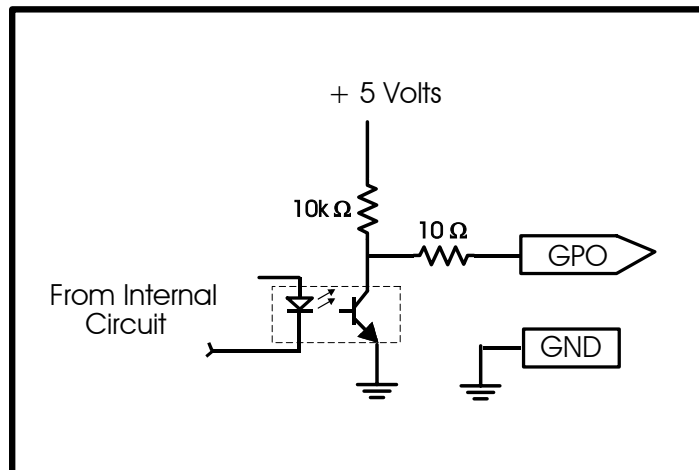 + 5 Volts
10k Ω
10 Ω
GPO
From Internal
Circuit
GND